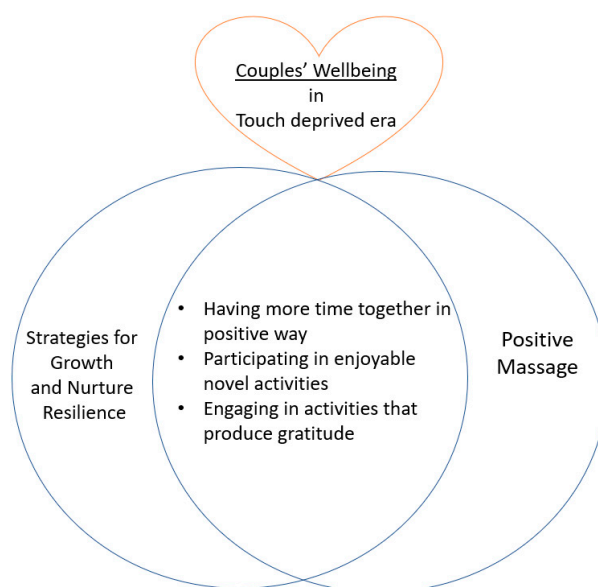 Couples' Wellbeing
in
Touch deprived era
Strategies for
Growth
and Nurture
Resilience
• Having more time together in
positive way
• Participating in enjoyable
novel activities
• Engaging in activities that
produce gratitude
Positive
Massage